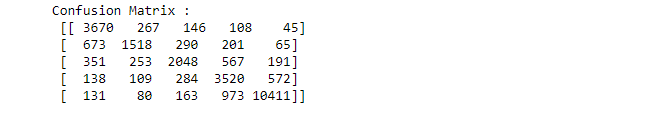 Confusion Matrix :
[[ 3670   267   146   108    45]
[  673  1518   290   201    65]
[  351   253  2048   567   191]
[  138   109   284  3520   572]
[  131    80   163   973 10411]]